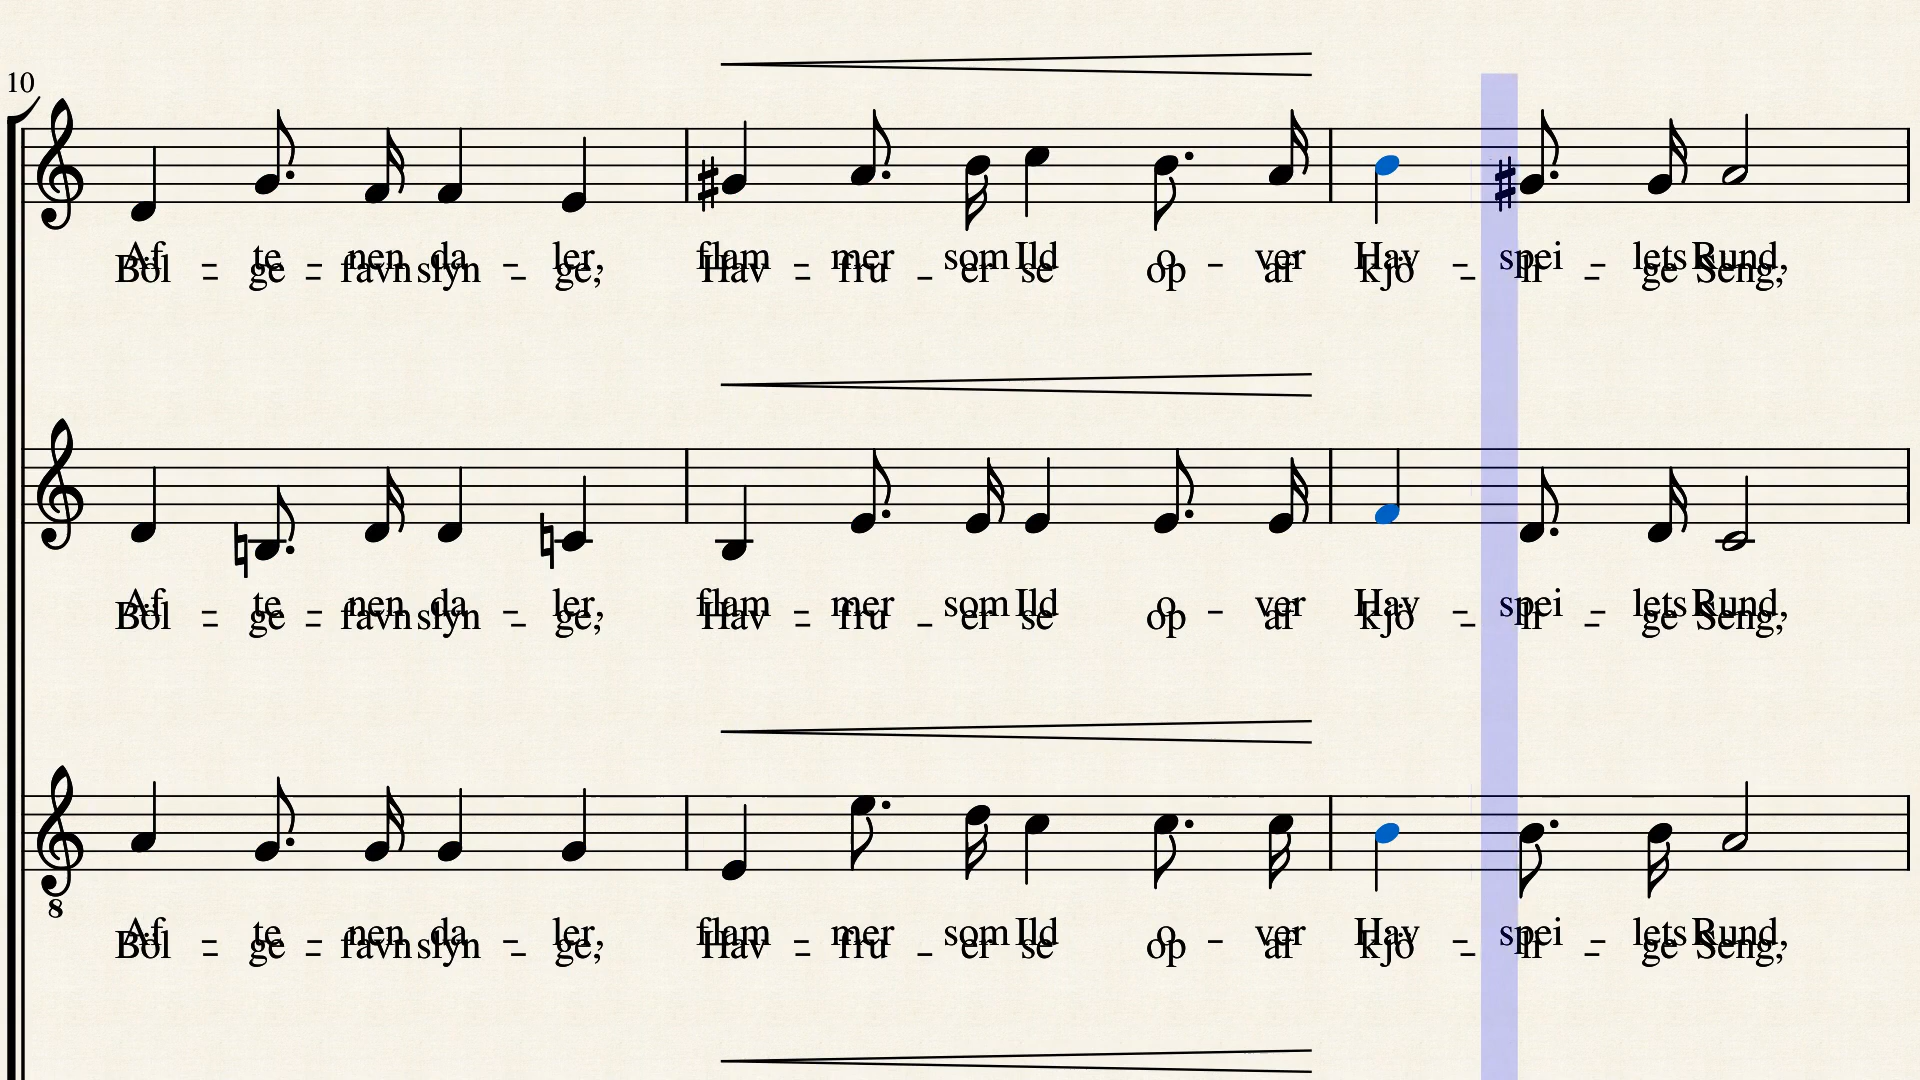 10
Af – te – nen da – ler, flam – mer som Ild o – ver Hav – spei – lets Rund,
Böl – ge – favn slyn – ge, Hav – fru – er se op af kjö – li – ge Seng,
Af – te – nen da – ler, flam – mer som Ild o – ver Hav – spei – lets Rund,
Böl – ge – favn slyn – ge, Hav – fru – er se op af kjö – li – ge Seng,
8
Af – te – nen da – ler, flam – mer som Ild o – ver Hav – spei – lets Rund,
Böl – ge – favn slyn – ge, Hav – fru – er se op af kjö – li – ge Seng,